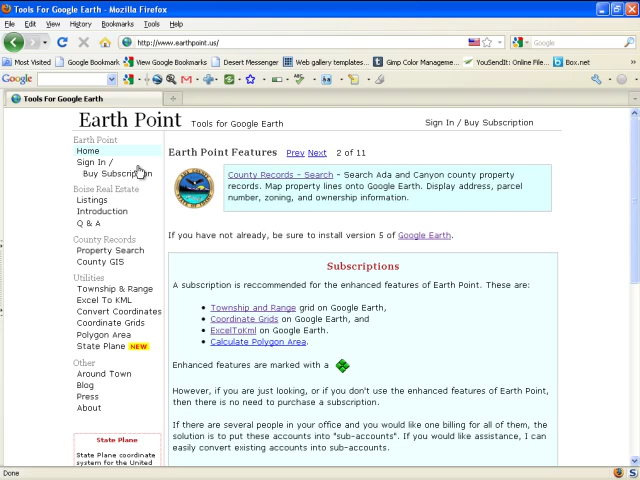 Tools For Google Earth - Mozilla Firefox
File Edit View History Bookmarks Tools Help
http://www.earthpoint.us/
Google
Most Visited Google Bookmark View Google Bookmarks Desert Messenger Web gallery templates... Gimp Color Manageme... YouSendIt: Online File... Box.net
Google
Tools For Google Earth
Earth Point Tools for Google Earth Sign In / Buy Subscription
Earth Point
Home
Sign In /
Buy Subscription
Boise Real Estate
Listings
Introduction
Q & A
County Records
Property Search
County GIS
Utilities
Township & Range
Excel To KML
Convert Coordinates
Coordinate Grids
Polygon Area
State Plane NEW
Other
Around Town
Blog
Press
About
State Plane
State Plane coordinate
system for the United
Earth Point Features Prev Next 2 of 11
County Records - Search - Search Ada and Canyon county property
records. Map property lines onto Google Earth. Display address, parcel
number, zoning, and ownership information.
If you have not already, be sure to install version 5 of Google Earth.
Subscriptions
A subscription is reccommended for the enhanced features of Earth Point. These are:
Township and Range grid on Google Earth,
Coordinate Grids on Google Earth, and
ExcelToKml on Google Earth.
Calculate Polygon Area.
Enhanced features are marked with a
However, if you are just looking, or if you don't use the enhanced features of Earth Point,
then there is no need to purchase a subscription.
If there are several people in your office and you would like one billing for all of them, the
solution is to put these accounts into "sub-accounts". If you would like assistance, I can
easily convert existing accounts into sub-accounts.
Done